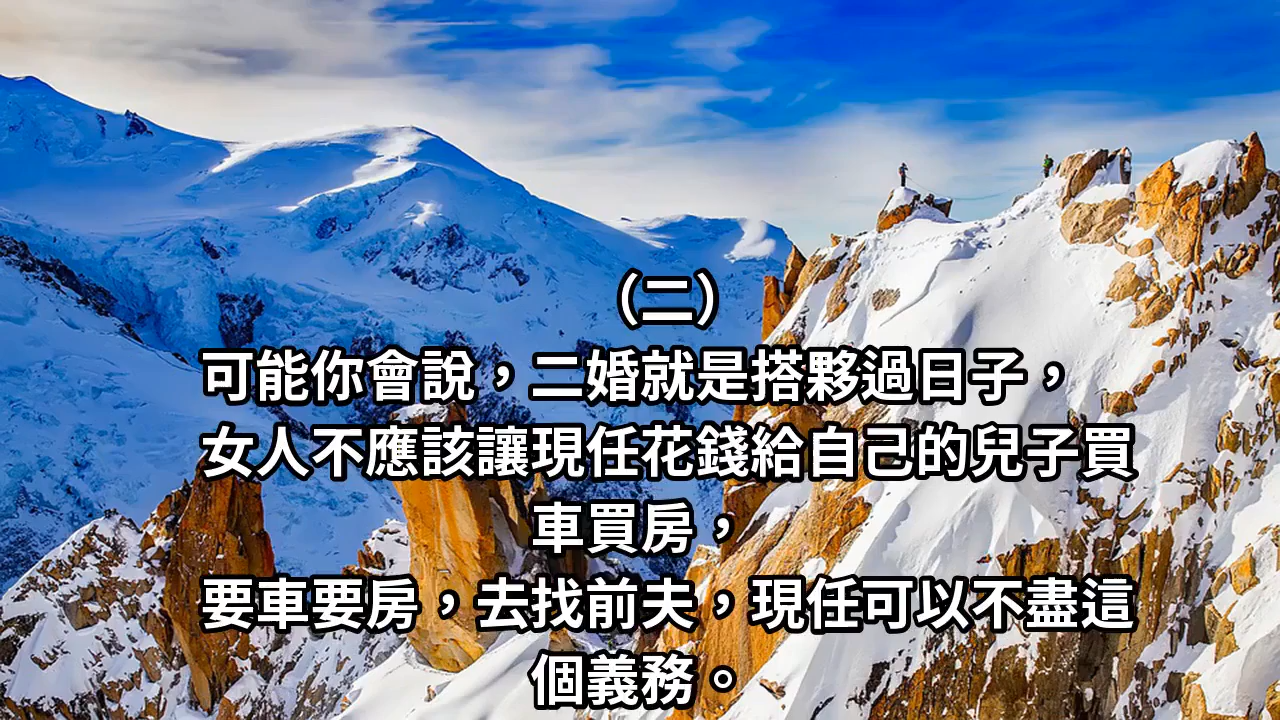 （二）
可能你會說，二婚就是搭夥過日子，
女人不應該讓現任花錢給自己的兒子買
車買房，
要車要房，去找前夫，現任可以不盡這
個義務。